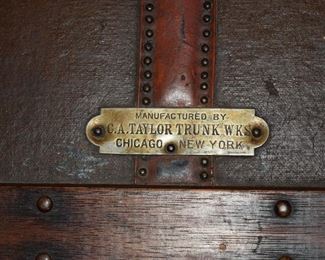 MANUFACTURED BY
C.A. TAYLOR TRUNK WKS.
CHICAGO NEW YORK